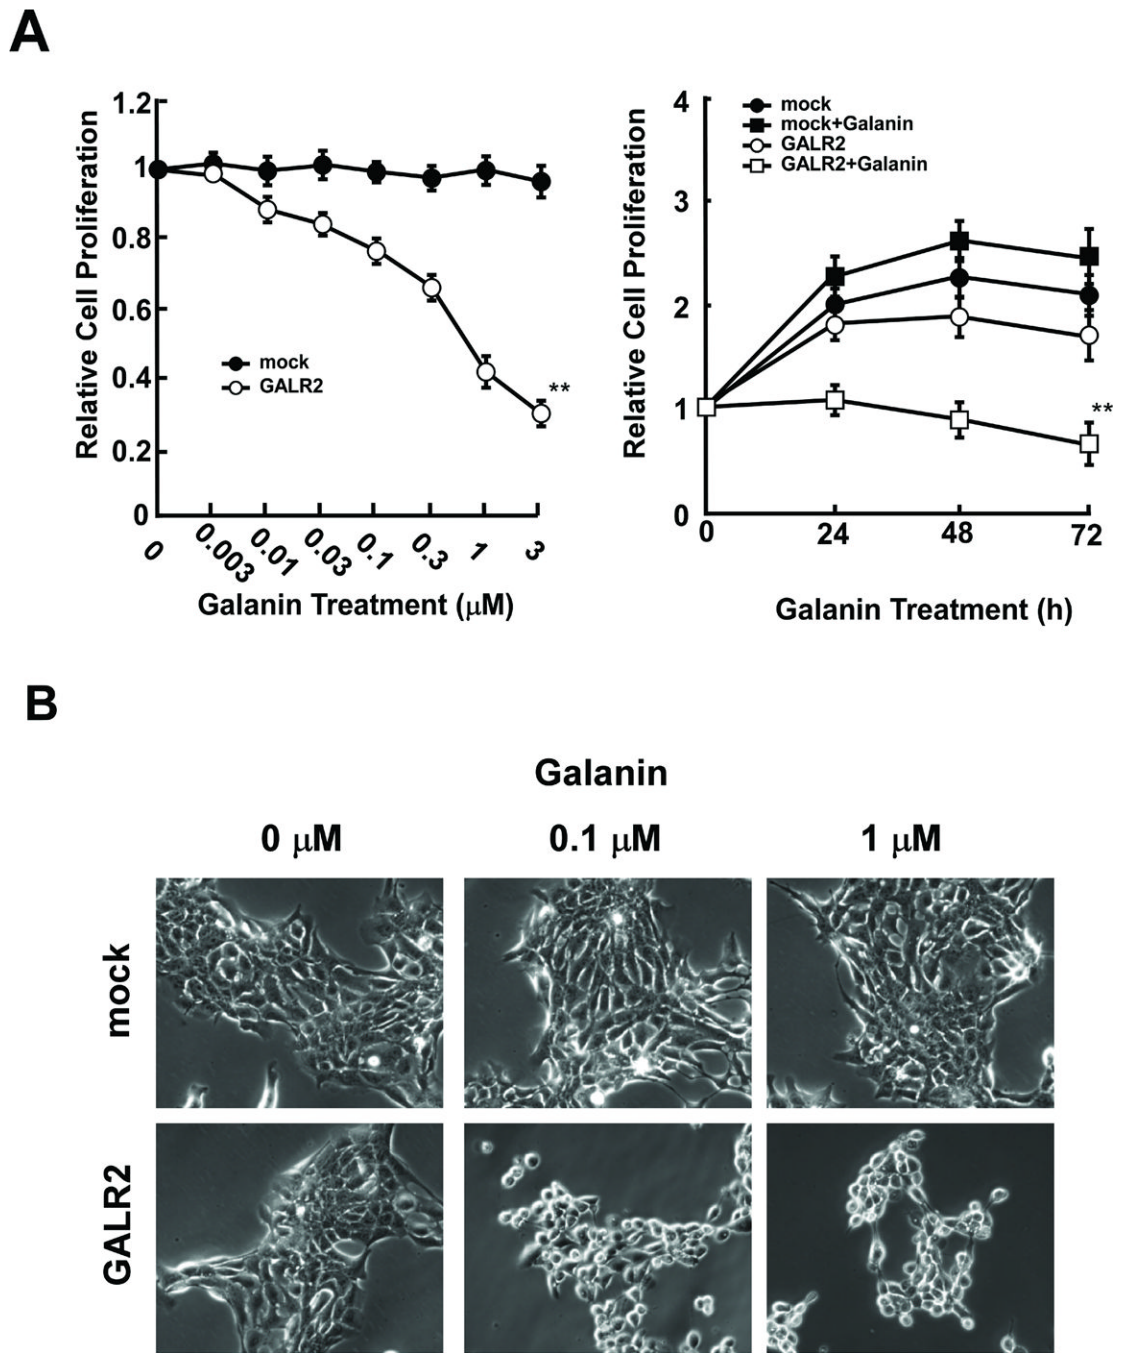 A
Relative Cell Proliferation
1.2
1
0.8
0.6
0.4
0.2
0
mock
GALR2
**
0
0.003
0.01
0.03
0.1
0.3
1
3
Galanin Treatment (μM)
Relative Cell Proliferation
4
3
2
1
0
mock
mock+Galanin
GALR2
GALR2+Galanin
**
0
24
48
72
Galanin Treatment (h)
B
Galanin
0 μM
0.1 μM
1 μM
mock
GALR2